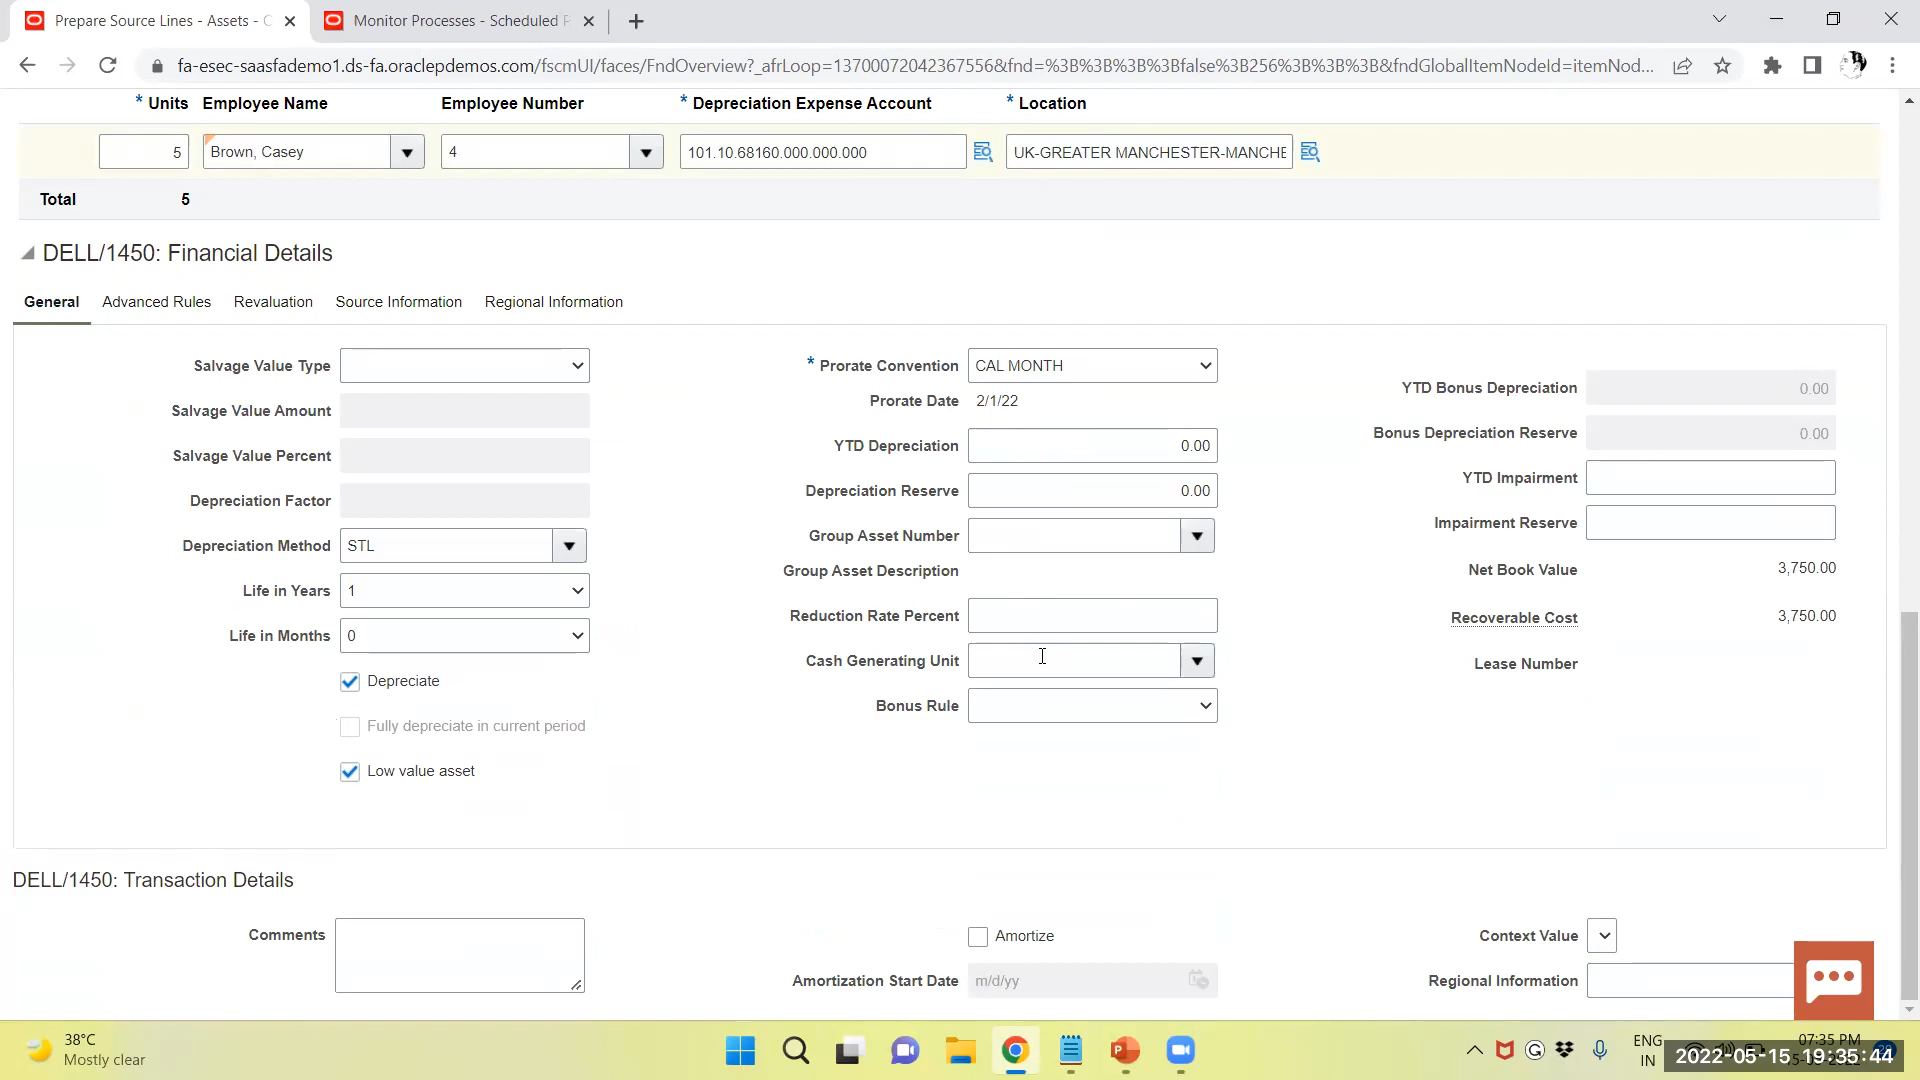 Prepare Source Lines - Assets - C
Monitor Processes - Scheduled P
fa-esec-saasfademo1.ds-fa.oraclepdemos.com/fscmUI/faces/FndOverview?_afrLoop=13700072042367556&fnd=%3B%3B%3B%3Bfalse%3B256%3B%3B%3B&fndGlobalItemNodeId=itemNod...
* Units Employee Name Employee Number * Depreciation Expense Account * Location
5 Brown, Casey 4 101.10.68160.000.000.000 UK-GREATER MANCHESTER-MANCHE
Total 5
DELL/1450: Financial Details
General Advanced Rules Revaluation Source Information Regional Information
Salvage Value Type
Salvage Value Amount
Salvage Value Percent
Depreciation Factor
Depreciation Method STL
Life in Years 1
Life in Months 0
Depreciate
Fully depreciate in current period
Low value asset
* Prorate Convention CAL MONTH
Prorate Date 2/1/22
YTD Depreciation 0.00
Depreciation Reserve 0.00
Group Asset Number
Group Asset Description
Reduction Rate Percent
Cash Generating Unit
Bonus Rule
YTD Bonus Depreciation 0.00
Bonus Depreciation Reserve 0.00
YTD Impairment
Impairment Reserve
Net Book Value 3,750.00
Recoverable Cost 3,750.00
Lease Number
DELL/1450: Transaction Details
Comments
Amortize
Amortization Start Date m/d/yy
Context Value
Regional Information
38°C
Mostly clear
ENG
IN
07:35 PM
2022-05-15 19:35:44